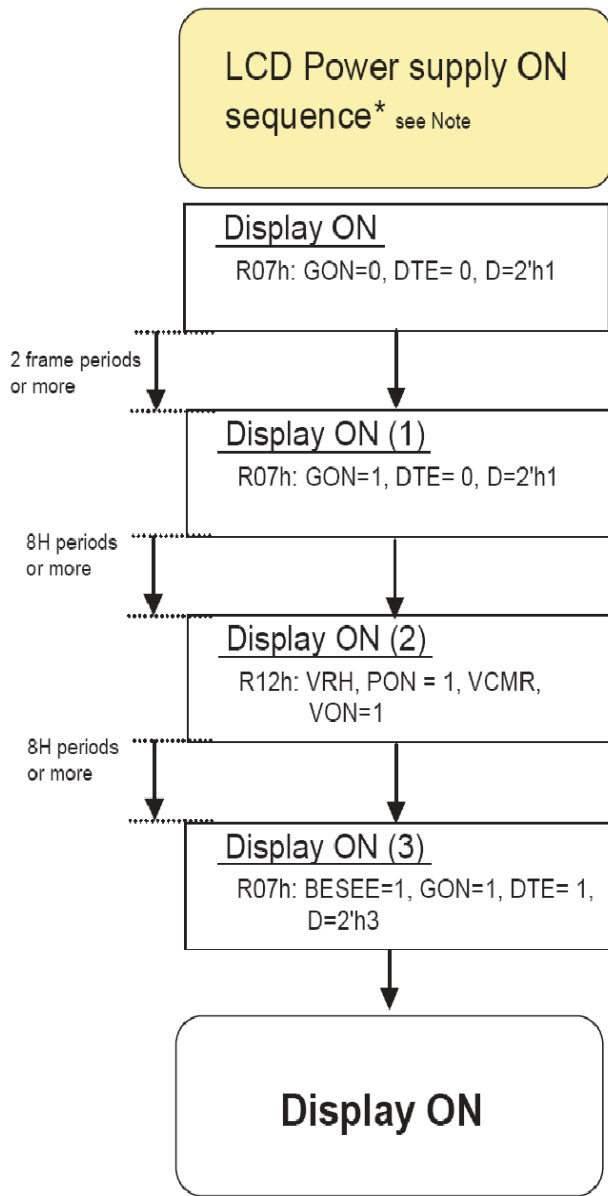 LCD Power supply ON
sequence* see Note
Display ON
R07h: GON=0, DTE= 0, D=2'h1
2 frame periods
or more
Display ON (1)
R07h: GON=1, DTE= 0, D=2'h1
8H periods
or more
Display ON (2)
R12h: VRH, PON = 1, VCMR,
VON=1
8H periods
or more
Display ON (3)
R07h: BESEE=1, GON=1, DTE= 1,
D=2'h3
Display ON